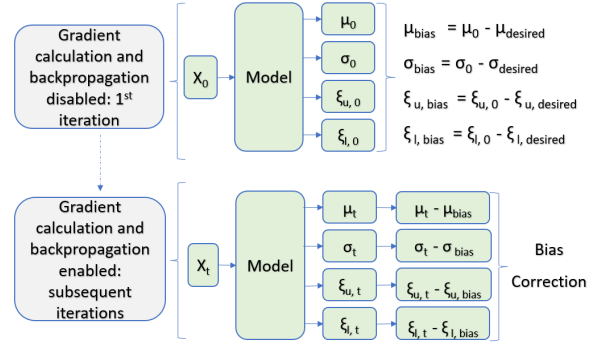 Gradient
calculation and
backpropagation
disabled: 1st
iteration
X0
Model
μ0
σ0
ξu, 0
ξl, 0
μbias = μ0 - μdesired
σbias = σ0 - σdesired
ξu, bias = ξu, 0 - ξu, desired
ξl, bias = ξl, 0 - ξl, desired
Gradient
calculation and
backpropagation
enabled:
subsequent
iterations
Xt
Model
μt
σt
ξu, t
ξl, t
μt - μbias
σt - σbias
ξu, t - ξu, bias
ξl, t - ξl, bias
Bias
Correction